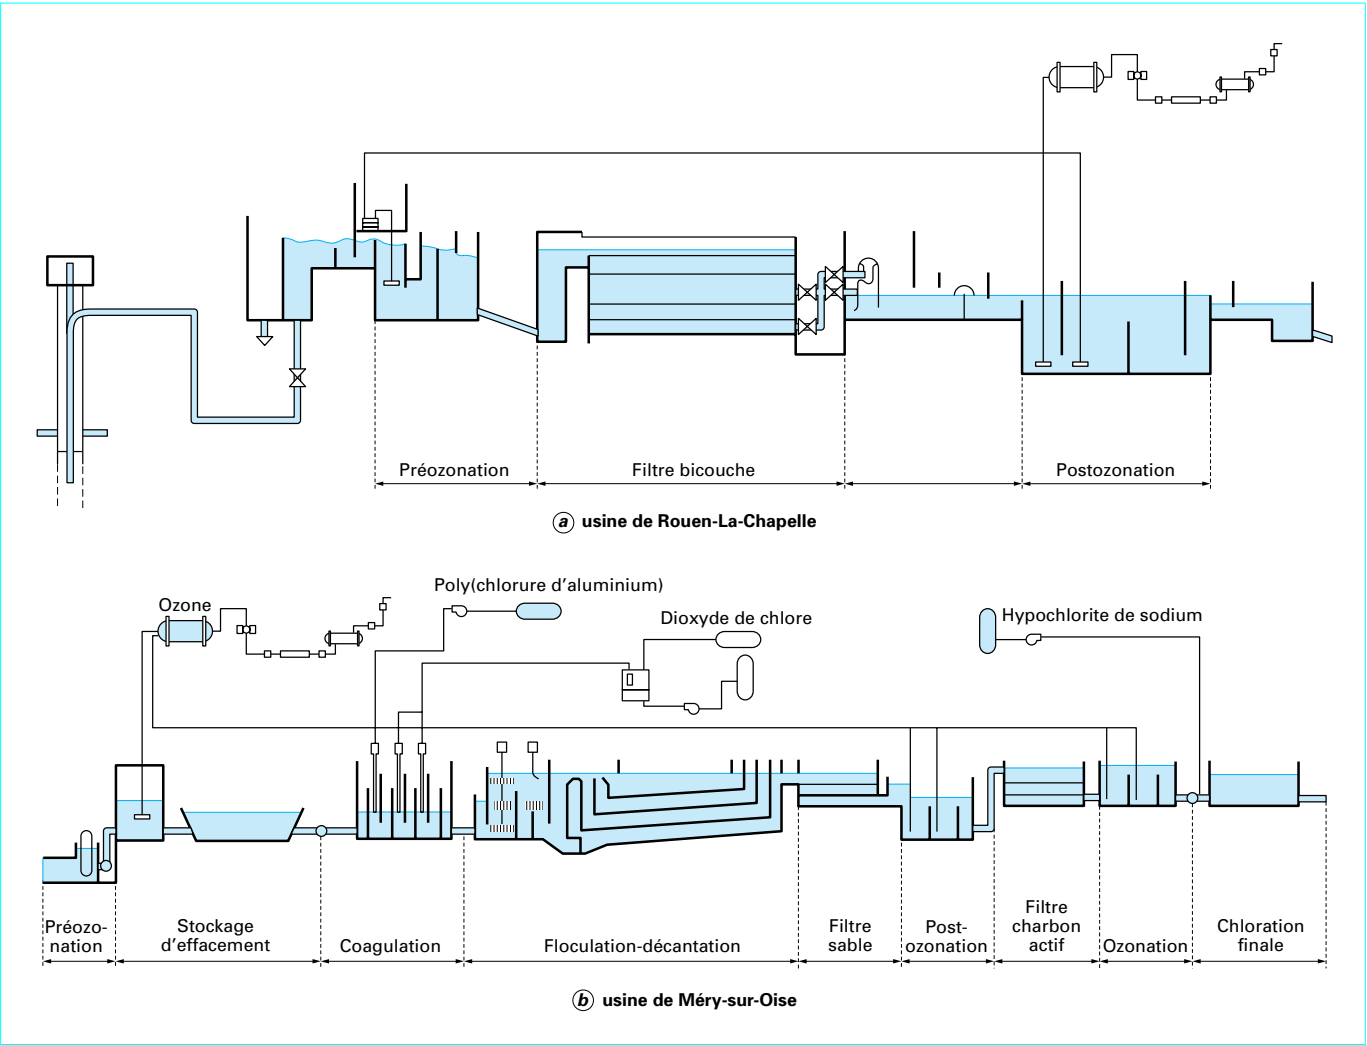 Préozonation
Filtre bicouche
Postozonation
a usine de Rouen-La-Chapelle
Poly(chlorure d'aluminium)
Ozone
Dioxyde de chlore
Hypochlorite de sodium
Préozo-
nation
Stockage
d'effacement
Coagulation
Floculation-décantation
Filtre
sable
Post-
ozonation
Filtre
charbon
actif
Ozonation
Chloration
finale
b usine de Méry-sur-Oise